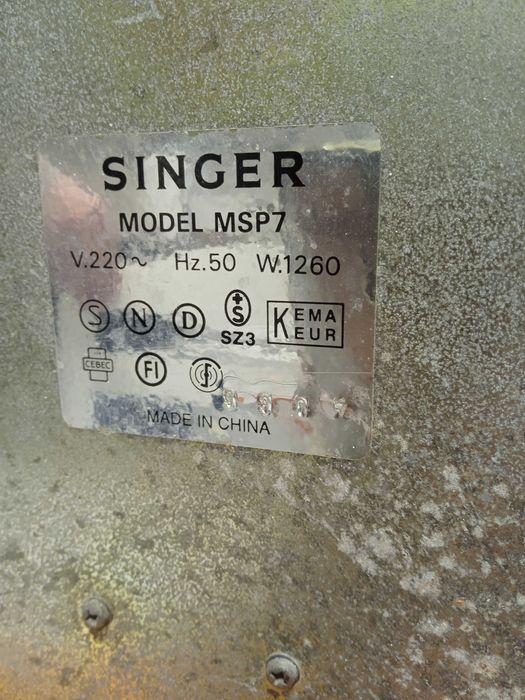 SINGER
MODEL MSP7
V.220~ Hz.50 W.1260
S N D +S SZ3 KEMA KEUR
CEBEC FI
MADE IN CHINA